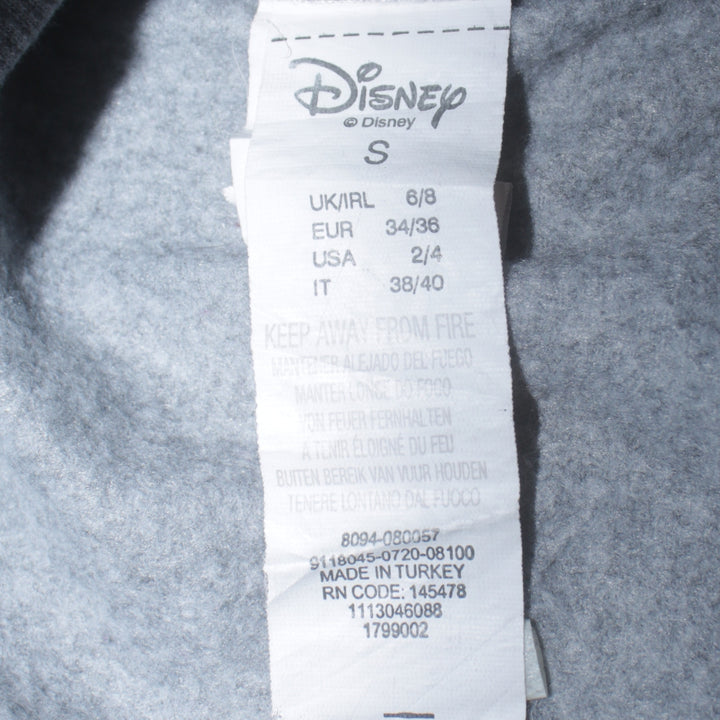 Disney
© Disney
S
UK/IRL 6/8
EUR 34/36
USA 2/4
IT 38/40
KEEP AWAY FROM FIRE
MANTENER ALEJADO DEL FUEGO
MANTER LONGE DO FOGO
VON FEUER FERNHALTEN
A TENIR ÉLOIGNÉ DU FEU
BUITEN BEREIK VAN VUUR HOUDEN
TENERE LONTANO DAL FUOCO
8094-080057
9118045-0720-08100
MADE IN TURKEY
RN CODE: 145478
1113046088
1799002